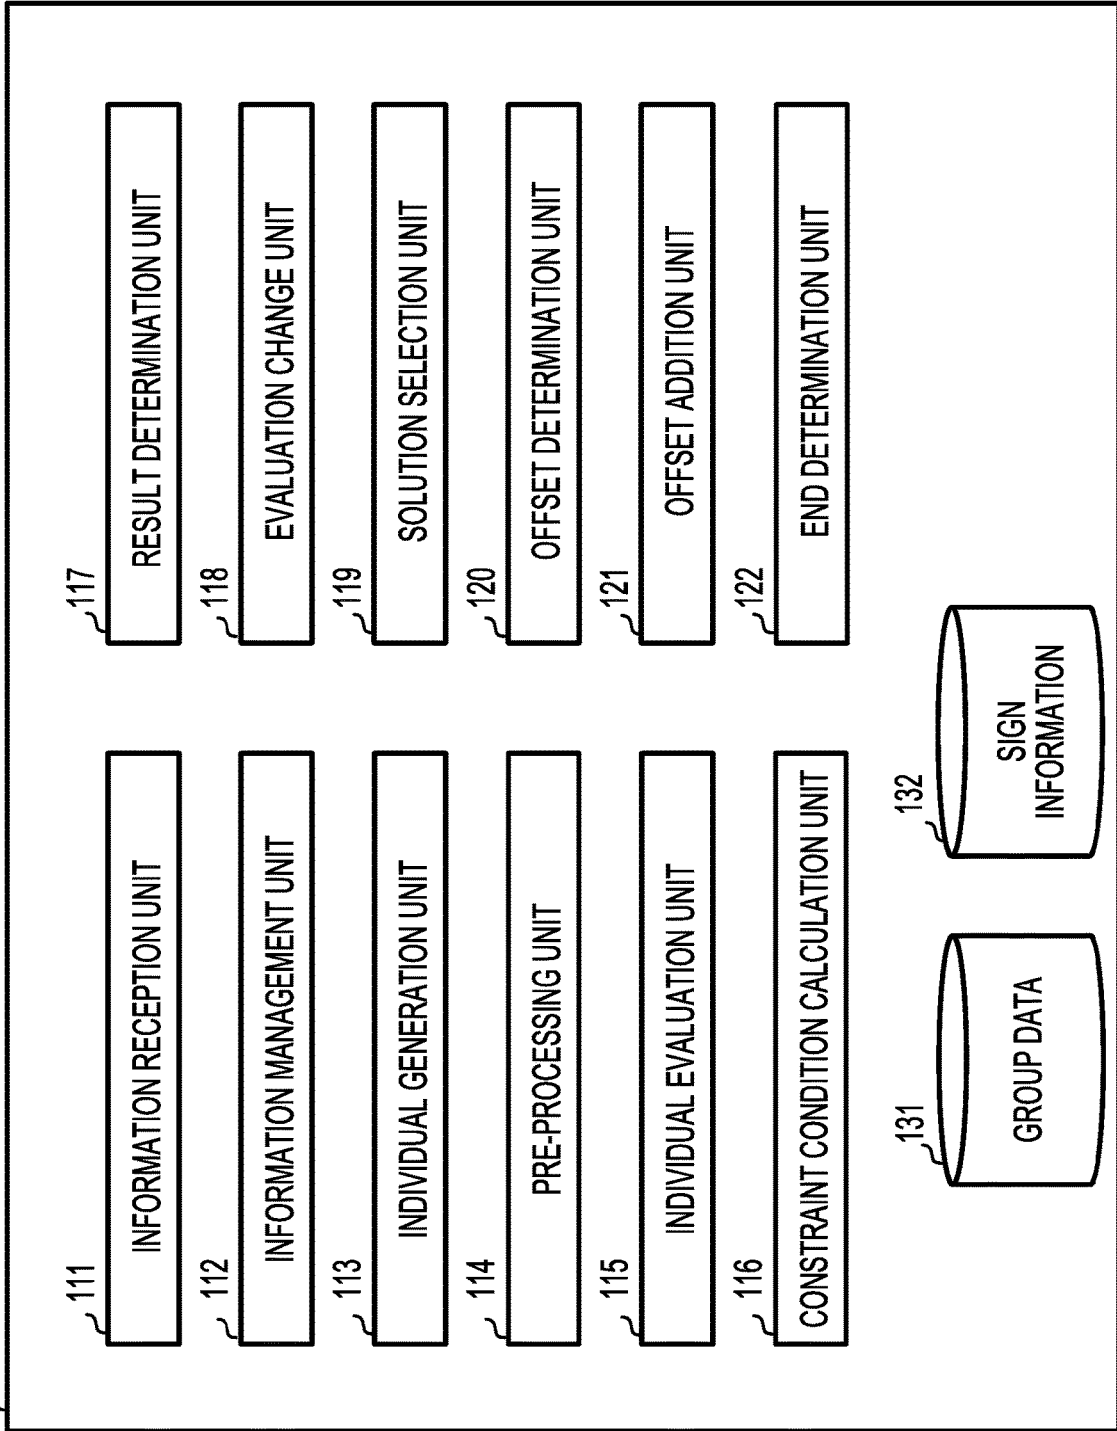 111
INFORMATION RECEPTION UNIT
112
INFORMATION MANAGEMENT UNIT
113
INDIVIDUAL GENERATION UNIT
114
PRE-PROCESSING UNIT
115
INDIVIDUAL EVALUATION UNIT
116
CONSTRAINT CONDITION CALCULATION UNIT
117
RESULT DETERMINATION UNIT
118
EVALUATION CHANGE UNIT
119
SOLUTION SELECTION UNIT
120
OFFSET DETERMINATION UNIT
121
OFFSET ADDITION UNIT
122
END DETERMINATION UNIT
131
GROUP DATA
132
SIGN
INFORMATION